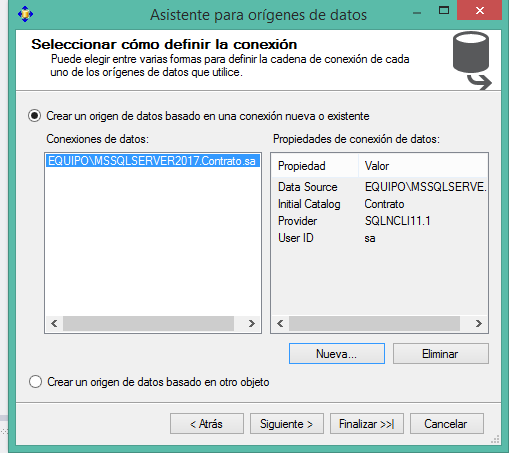 Asistente para orígenes de datos
Seleccionar cómo definir la conexión
Puede elegir entre varias formas para definir la cadena de conexión de cada
uno de los orígenes de datos que utilice.
Crear un origen de datos basado en una conexión nueva o existente
Conexiones de datos:
Propiedades de conexión de datos:
EQUIPO\MSSQLSERVER2017.Contrato.sa
Propiedad Valor
Data Source EQUIPO\MSSQLSERVE.
Initial Catalog Contrato
Provider SQLNCLI11.1
User ID sa
Nueva... Eliminar
Crear un origen de datos basado en otro objeto
< Atrás Siguiente > Finalizar >>| Cancelar